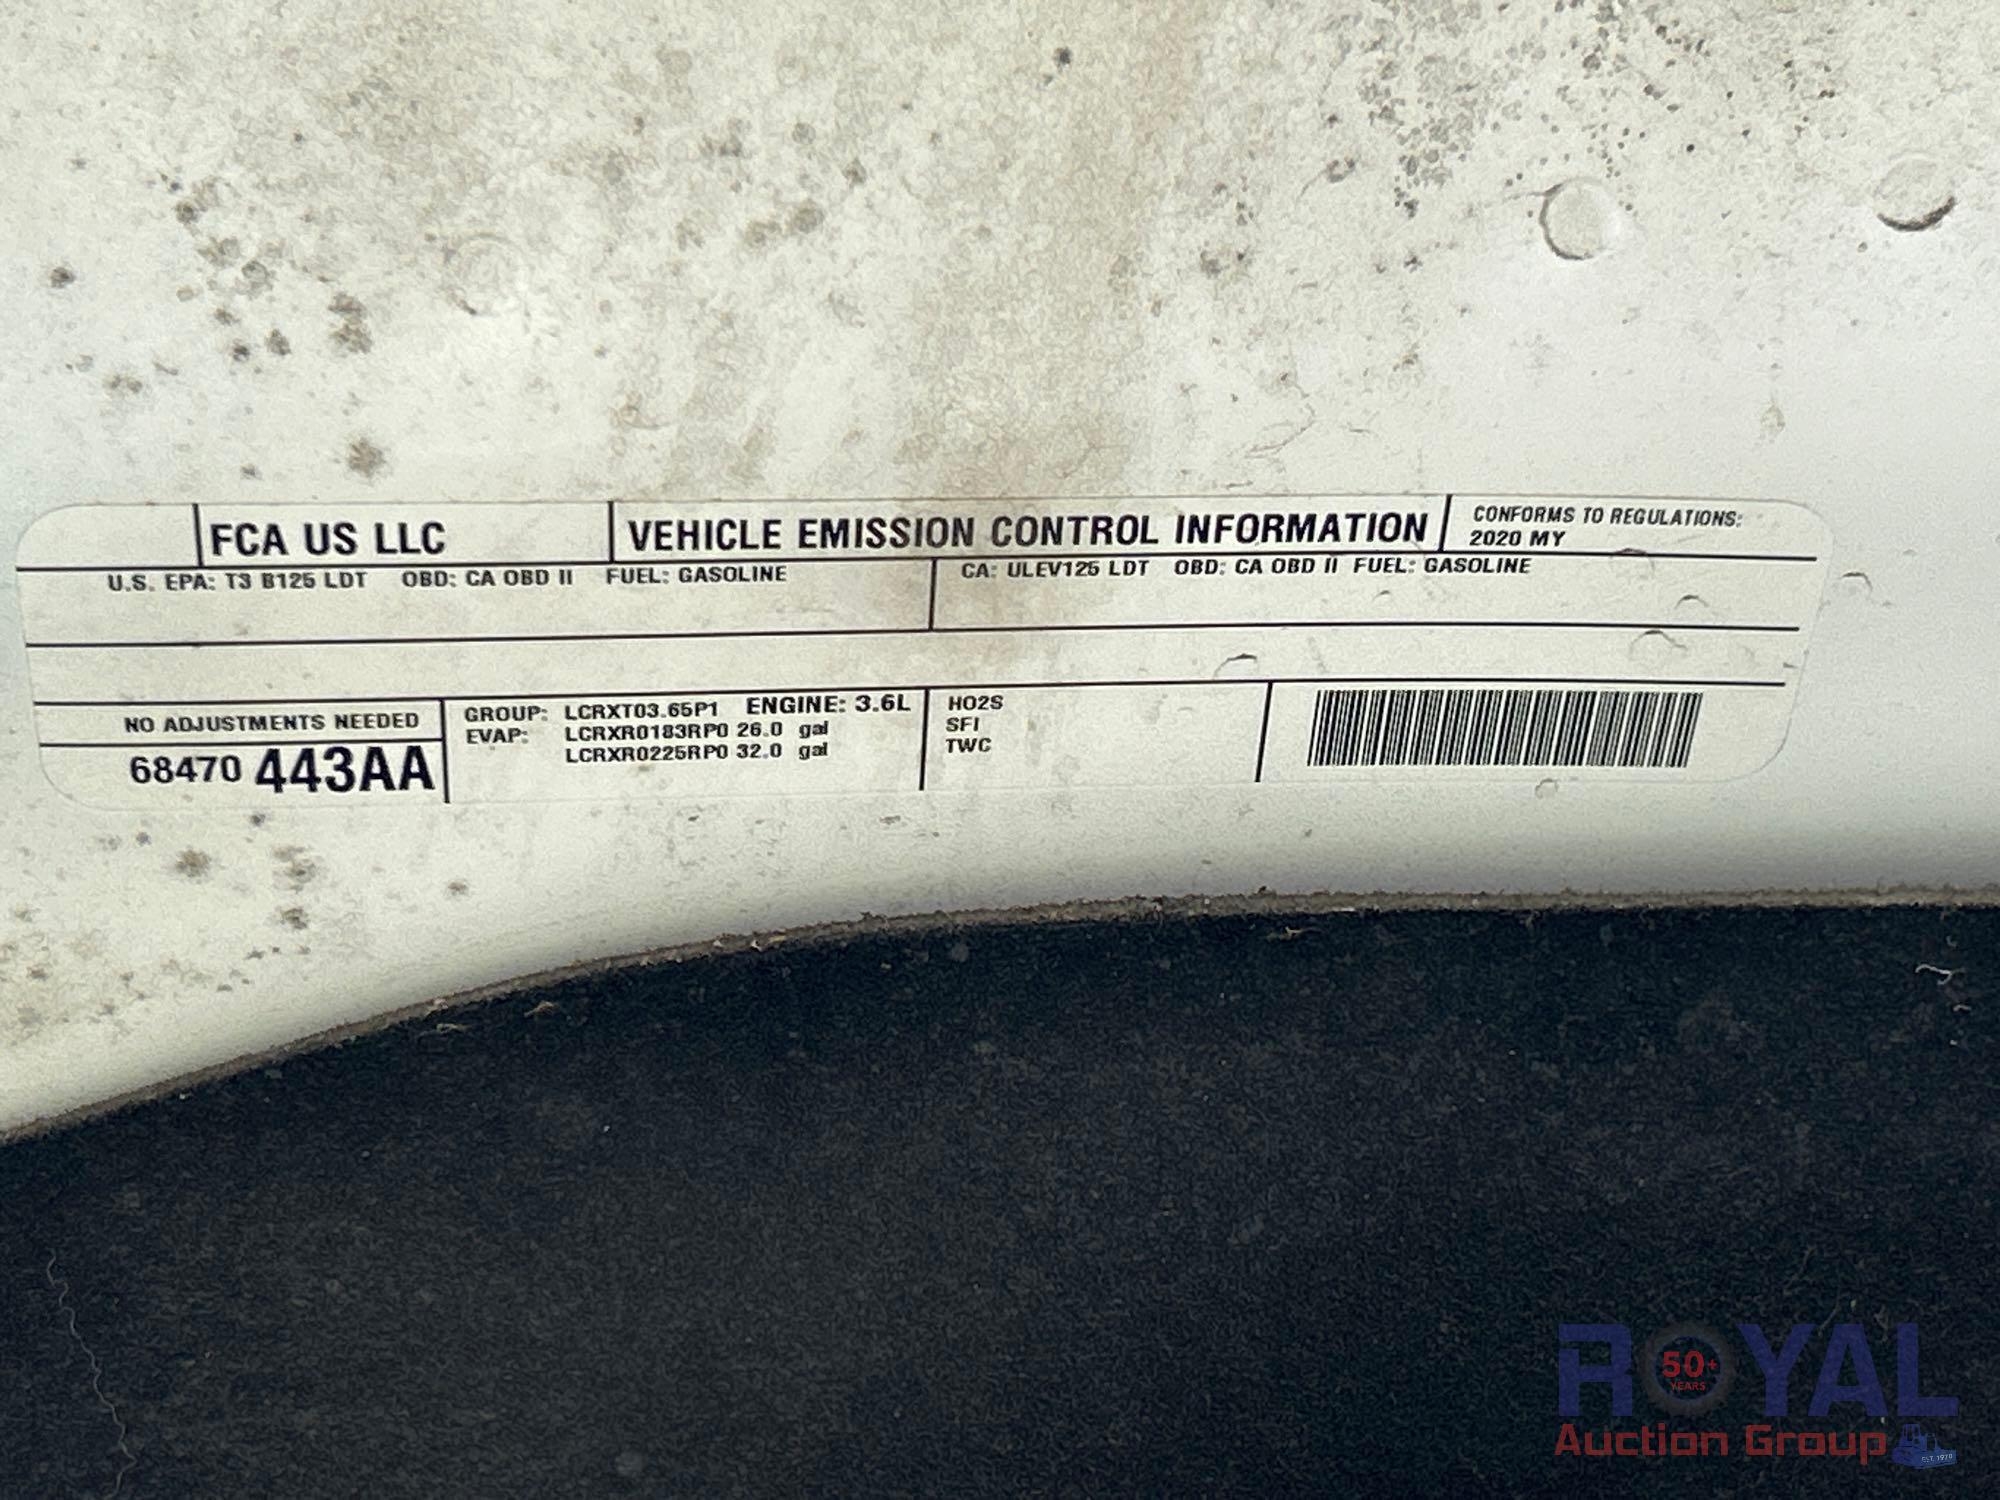 FCA US LLC
VEHICLE EMISSION CONTROL INFORMATION
CONFORMS TO REGULATIONS:
2020 MY
U.S. EPA: T3 B125 LDT OBD: CA OBD II FUEL: GASOLINE
CA: ULEV125 LDT OBD: CA OBD II FUEL: GASOLINE
NO ADJUSTMENTS NEEDED
68470 443AA
GROUP: LCRXT03.65P1 ENGINE: 3.6L
EVAP: LCRXR0183RP0 26.0 gal
LCRXR0225RP0 32.0 gal
HO2S
SFI
TWC
ROYAL
50+
YEARS
Auction Group
EST. 1970